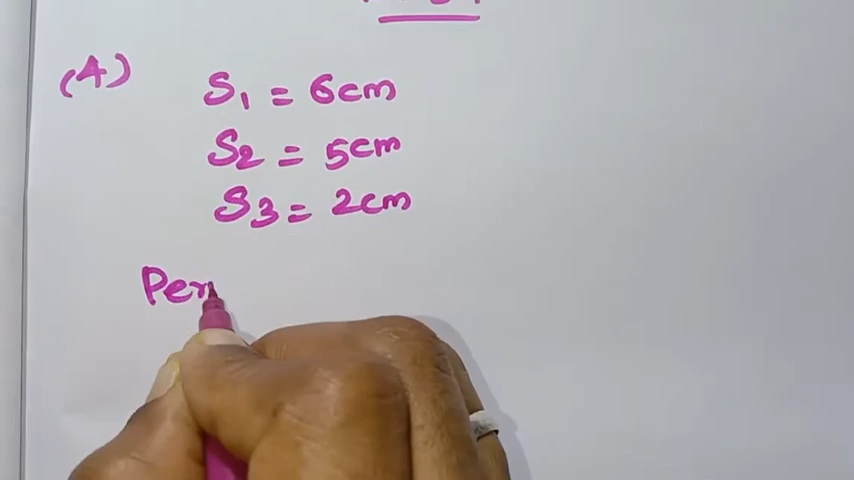 (4)
S1 = 6cm
S2 = 5cm
S3 = 2cm
Per